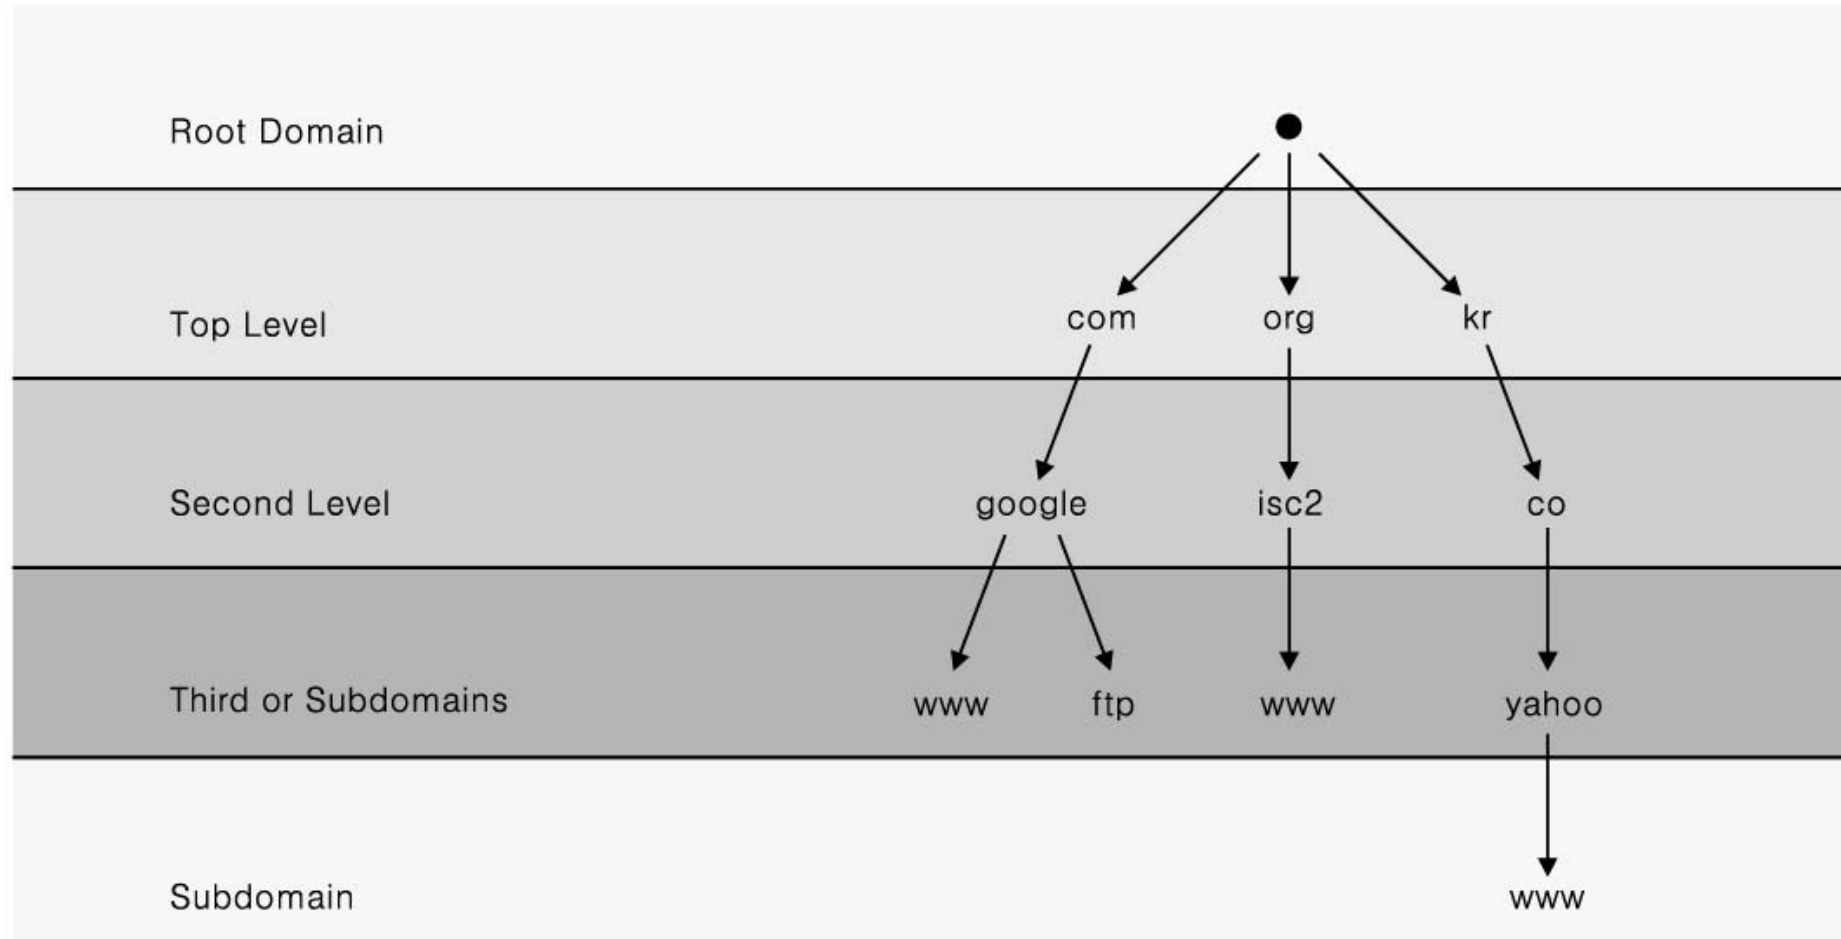 Root Domain
Top Level
com org kr
Second Level
google isc2 co
Third or Subdomains
www ftp www yahoo
Subdomain
www